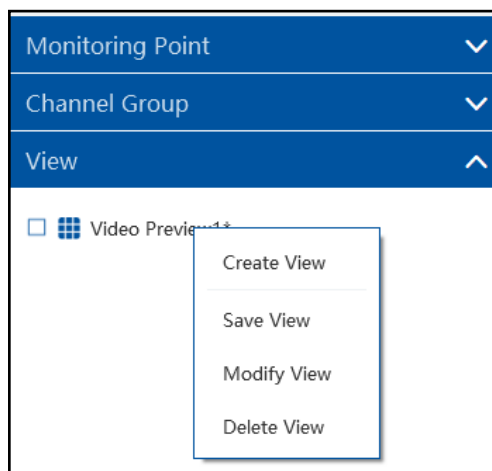 Monitoring Point
Channel Group
View
Video Preview1*
Create View
Save View
Modify View
Delete View